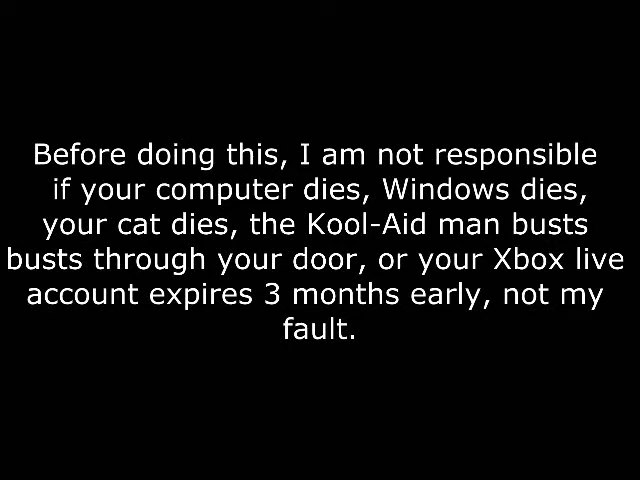 Before doing this, I am not responsible
if your computer dies, Windows dies,
your cat dies, the Kool-Aid man busts
busts through your door, or your Xbox live
account expires 3 months early, not my
fault.